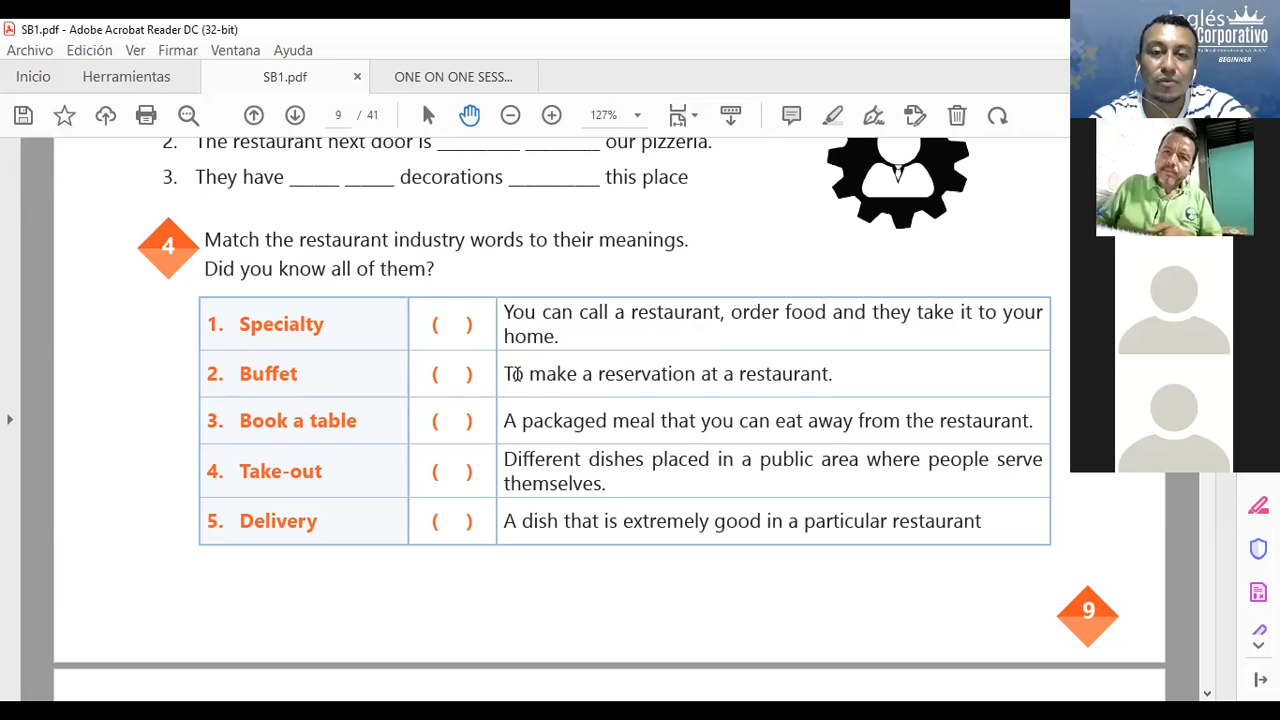 SB1.pdf - Adobe Acrobat Reader DC (32-bit)
Archivo Edición Ver Firmar Ventana Ayuda
Inicio Herramientas SB1.pdf × ONE ON ONE SESS...
9 / 41 127%
2. The restaurant next door is ________ ________ our pizzeria.
3. They have _____ _____ decorations _________ this place
4 Match the restaurant industry words to their meanings.
Did you know all of them?
1. Specialty ( ) You can call a restaurant, order food and they take it to your
home.
2. Buffet ( ) To make a reservation at a restaurant.
3. Book a table ( ) A packaged meal that you can eat away from the restaurant.
4. Take-out ( ) Different dishes placed in a public area where people serve
themselves.
5. Delivery ( ) A dish that is extremely good in a particular restaurant
9
Inglés
Corporativo
BEGINNER